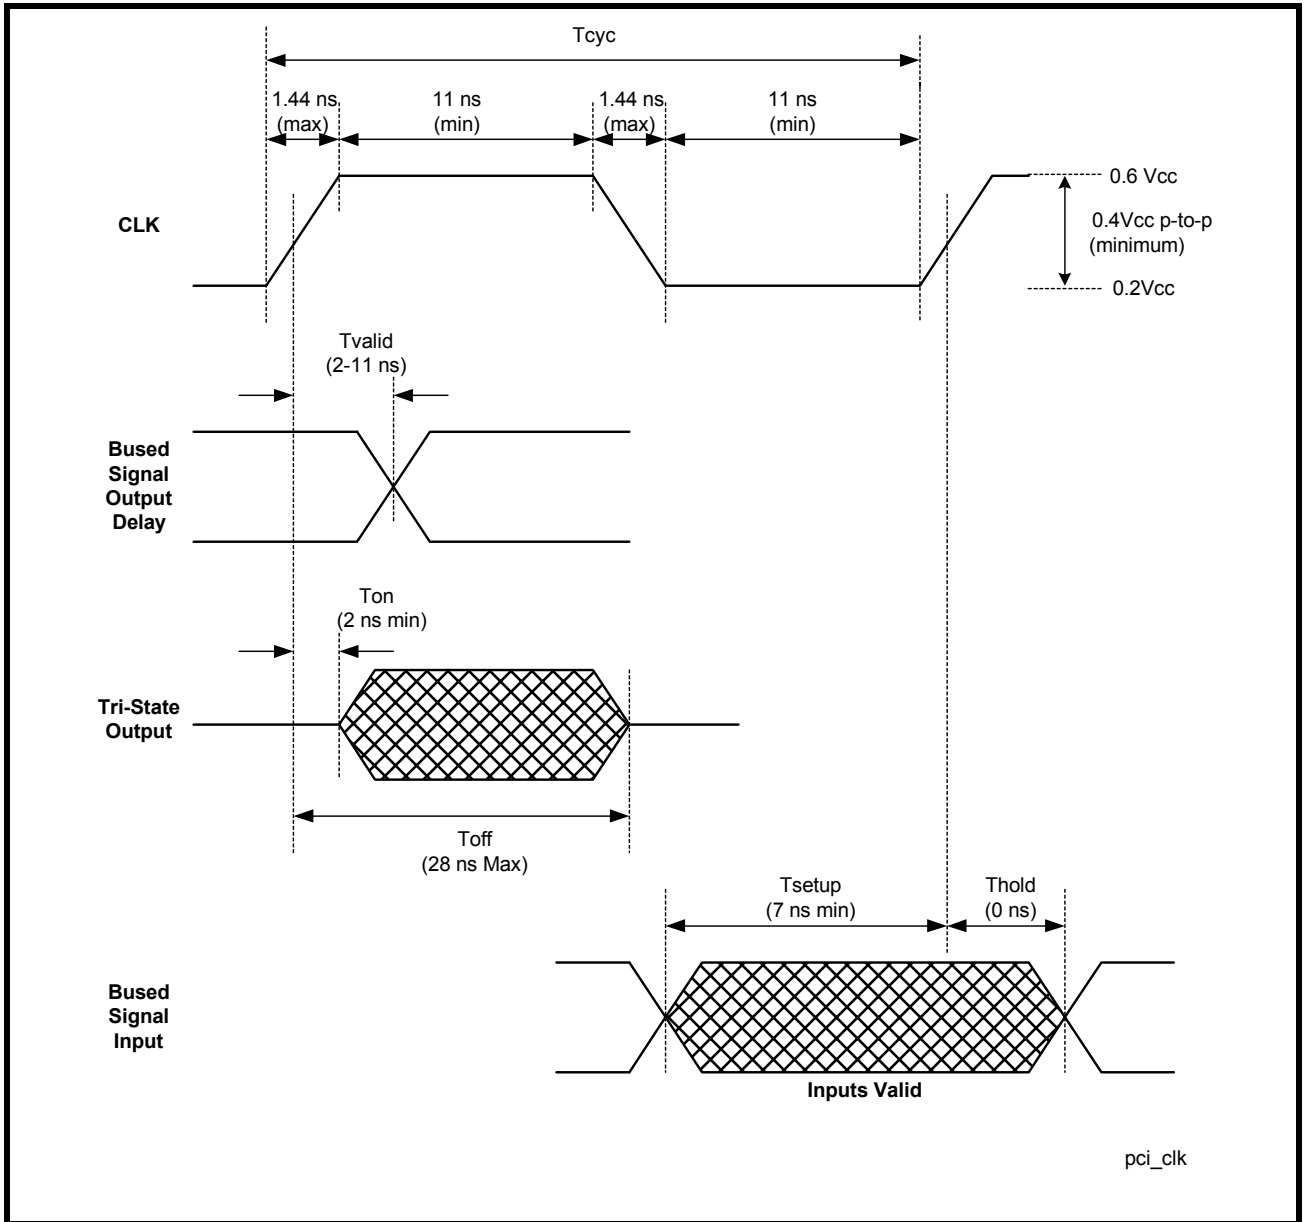 Tcyc
1.44 ns
(max)
11 ns
(min)
1.44 ns
(max)
11 ns
(min)
CLK
0.6 Vcc
0.4Vcc p-to-p
(minimum)
0.2Vcc
Tvalid
(2-11 ns)
Bused
Signal
Output
Delay
Ton
(2 ns min)
Tri-State
Output
Toff
(28 ns Max)
Tsetup
(7 ns min)
Thold
(0 ns)
Bused
Signal
Input
Inputs Valid
pci_clk